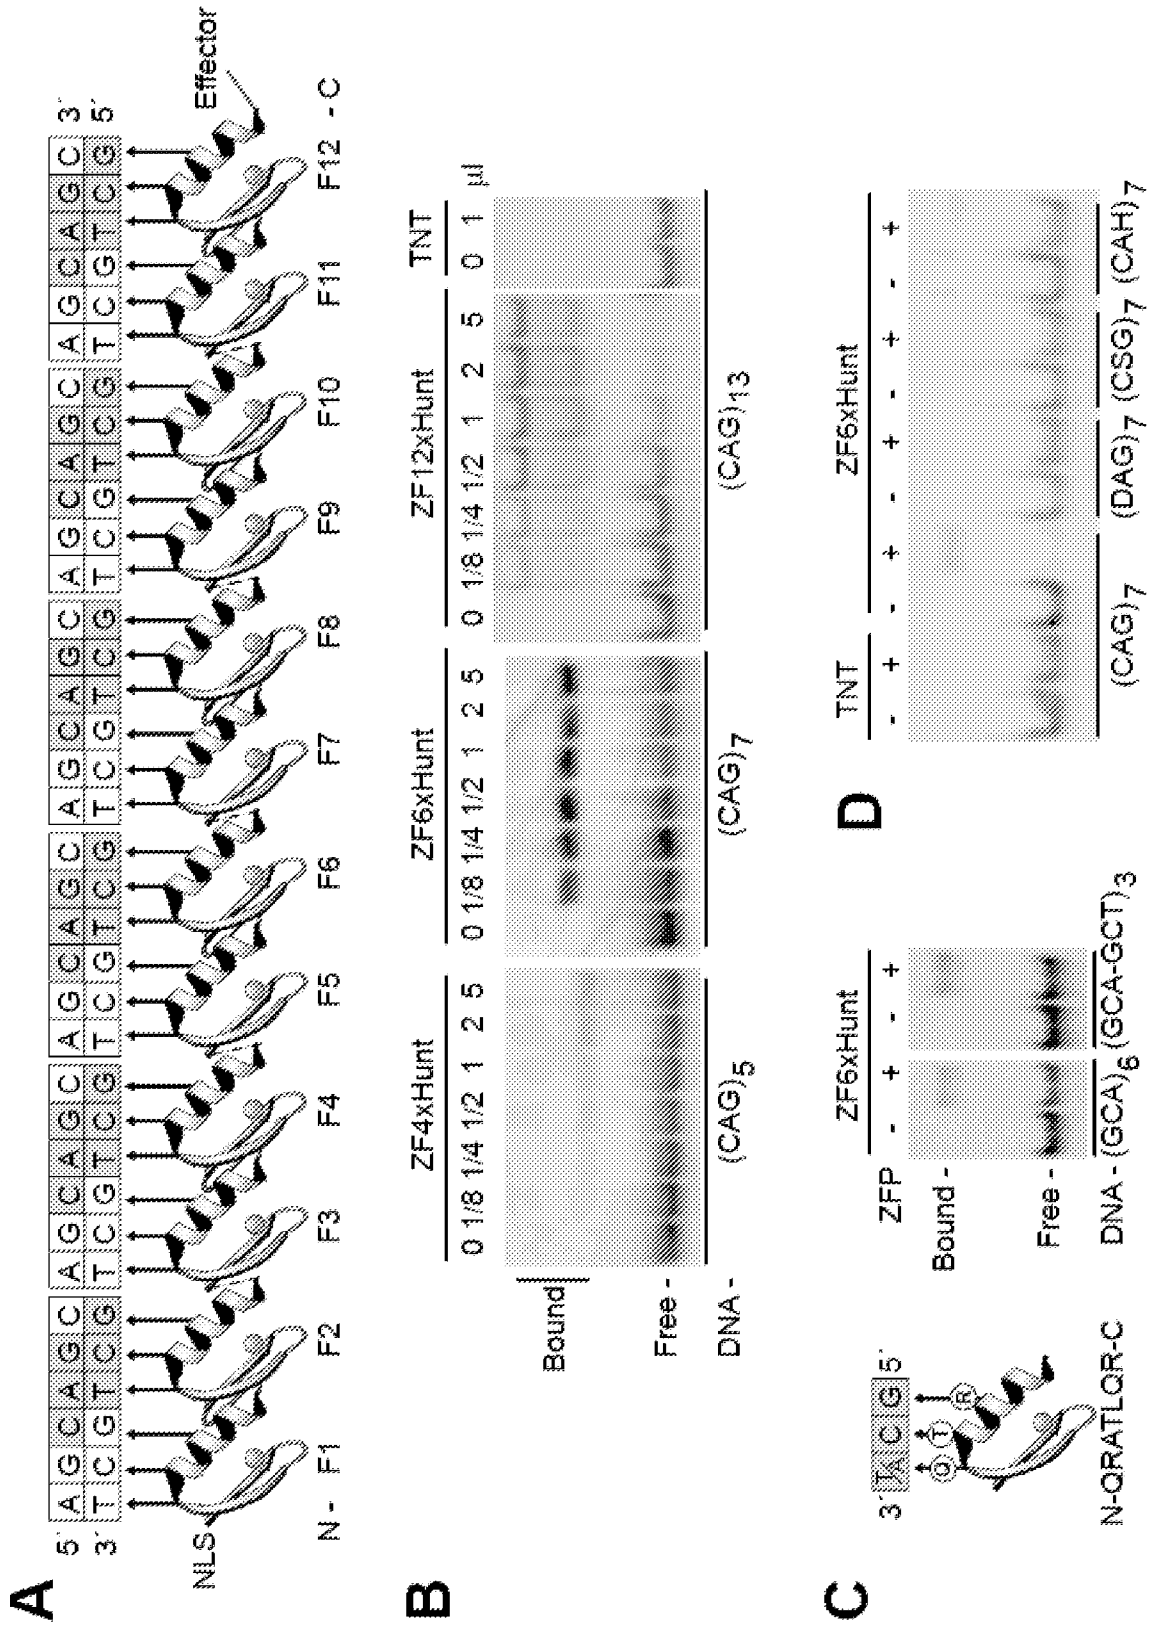 A
5´ A G C A G C A G C A G C A G C A G C A G C A G C A G C A G C A G C A G C 3´
3´ T C G T C G T C G T C G T C G T C G T C G T C G T C G T C G T C G T C G 5´
NLS Effector
N - F1 F2 F3 F4 F5 F6 F7 F8 F9 F10 F11 F12 - C
B
ZF4xHunt ZF6xHunt ZF12xHunt TNT
0 1/8 1/4 1/2 1 2 5 0 1/8 1/4 1/2 1 2 5 0 1/8 1/4 1/2 1 2 5 0 1 µl
Bound
Free -
DNA - (CAG)5 (CAG)7 (CAG)13
C
3´ T A C G 5´
Q T R
N-QRATLQR-C
ZF6xHunt
ZFP - + - +
Bound -
Free -
DNA - (GCA)6 (GCA-GCT)3
D
TNT ZF6xHunt
- + - + - + - + - +
(CAG)7 (DAG)7 (CSG)7 (CAH)7